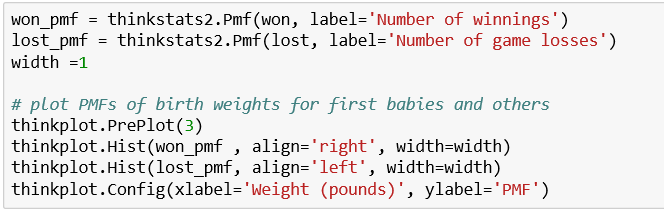 won_pmf = thinkstats2.Pmf(won, label='Number of winnings')
lost_pmf = thinkstats2.Pmf(lost, label='Number of game losses')
width =1
# plot PMFs of birth weights for first babies and others
thinkplot.PrePlot(3)
thinkplot.Hist(won_pmf , align='right', width=width)
thinkplot.Hist(lost_pmf, align='left', width=width)
thinkplot.Config(xlabel='Weight (pounds)', ylabel='PMF')